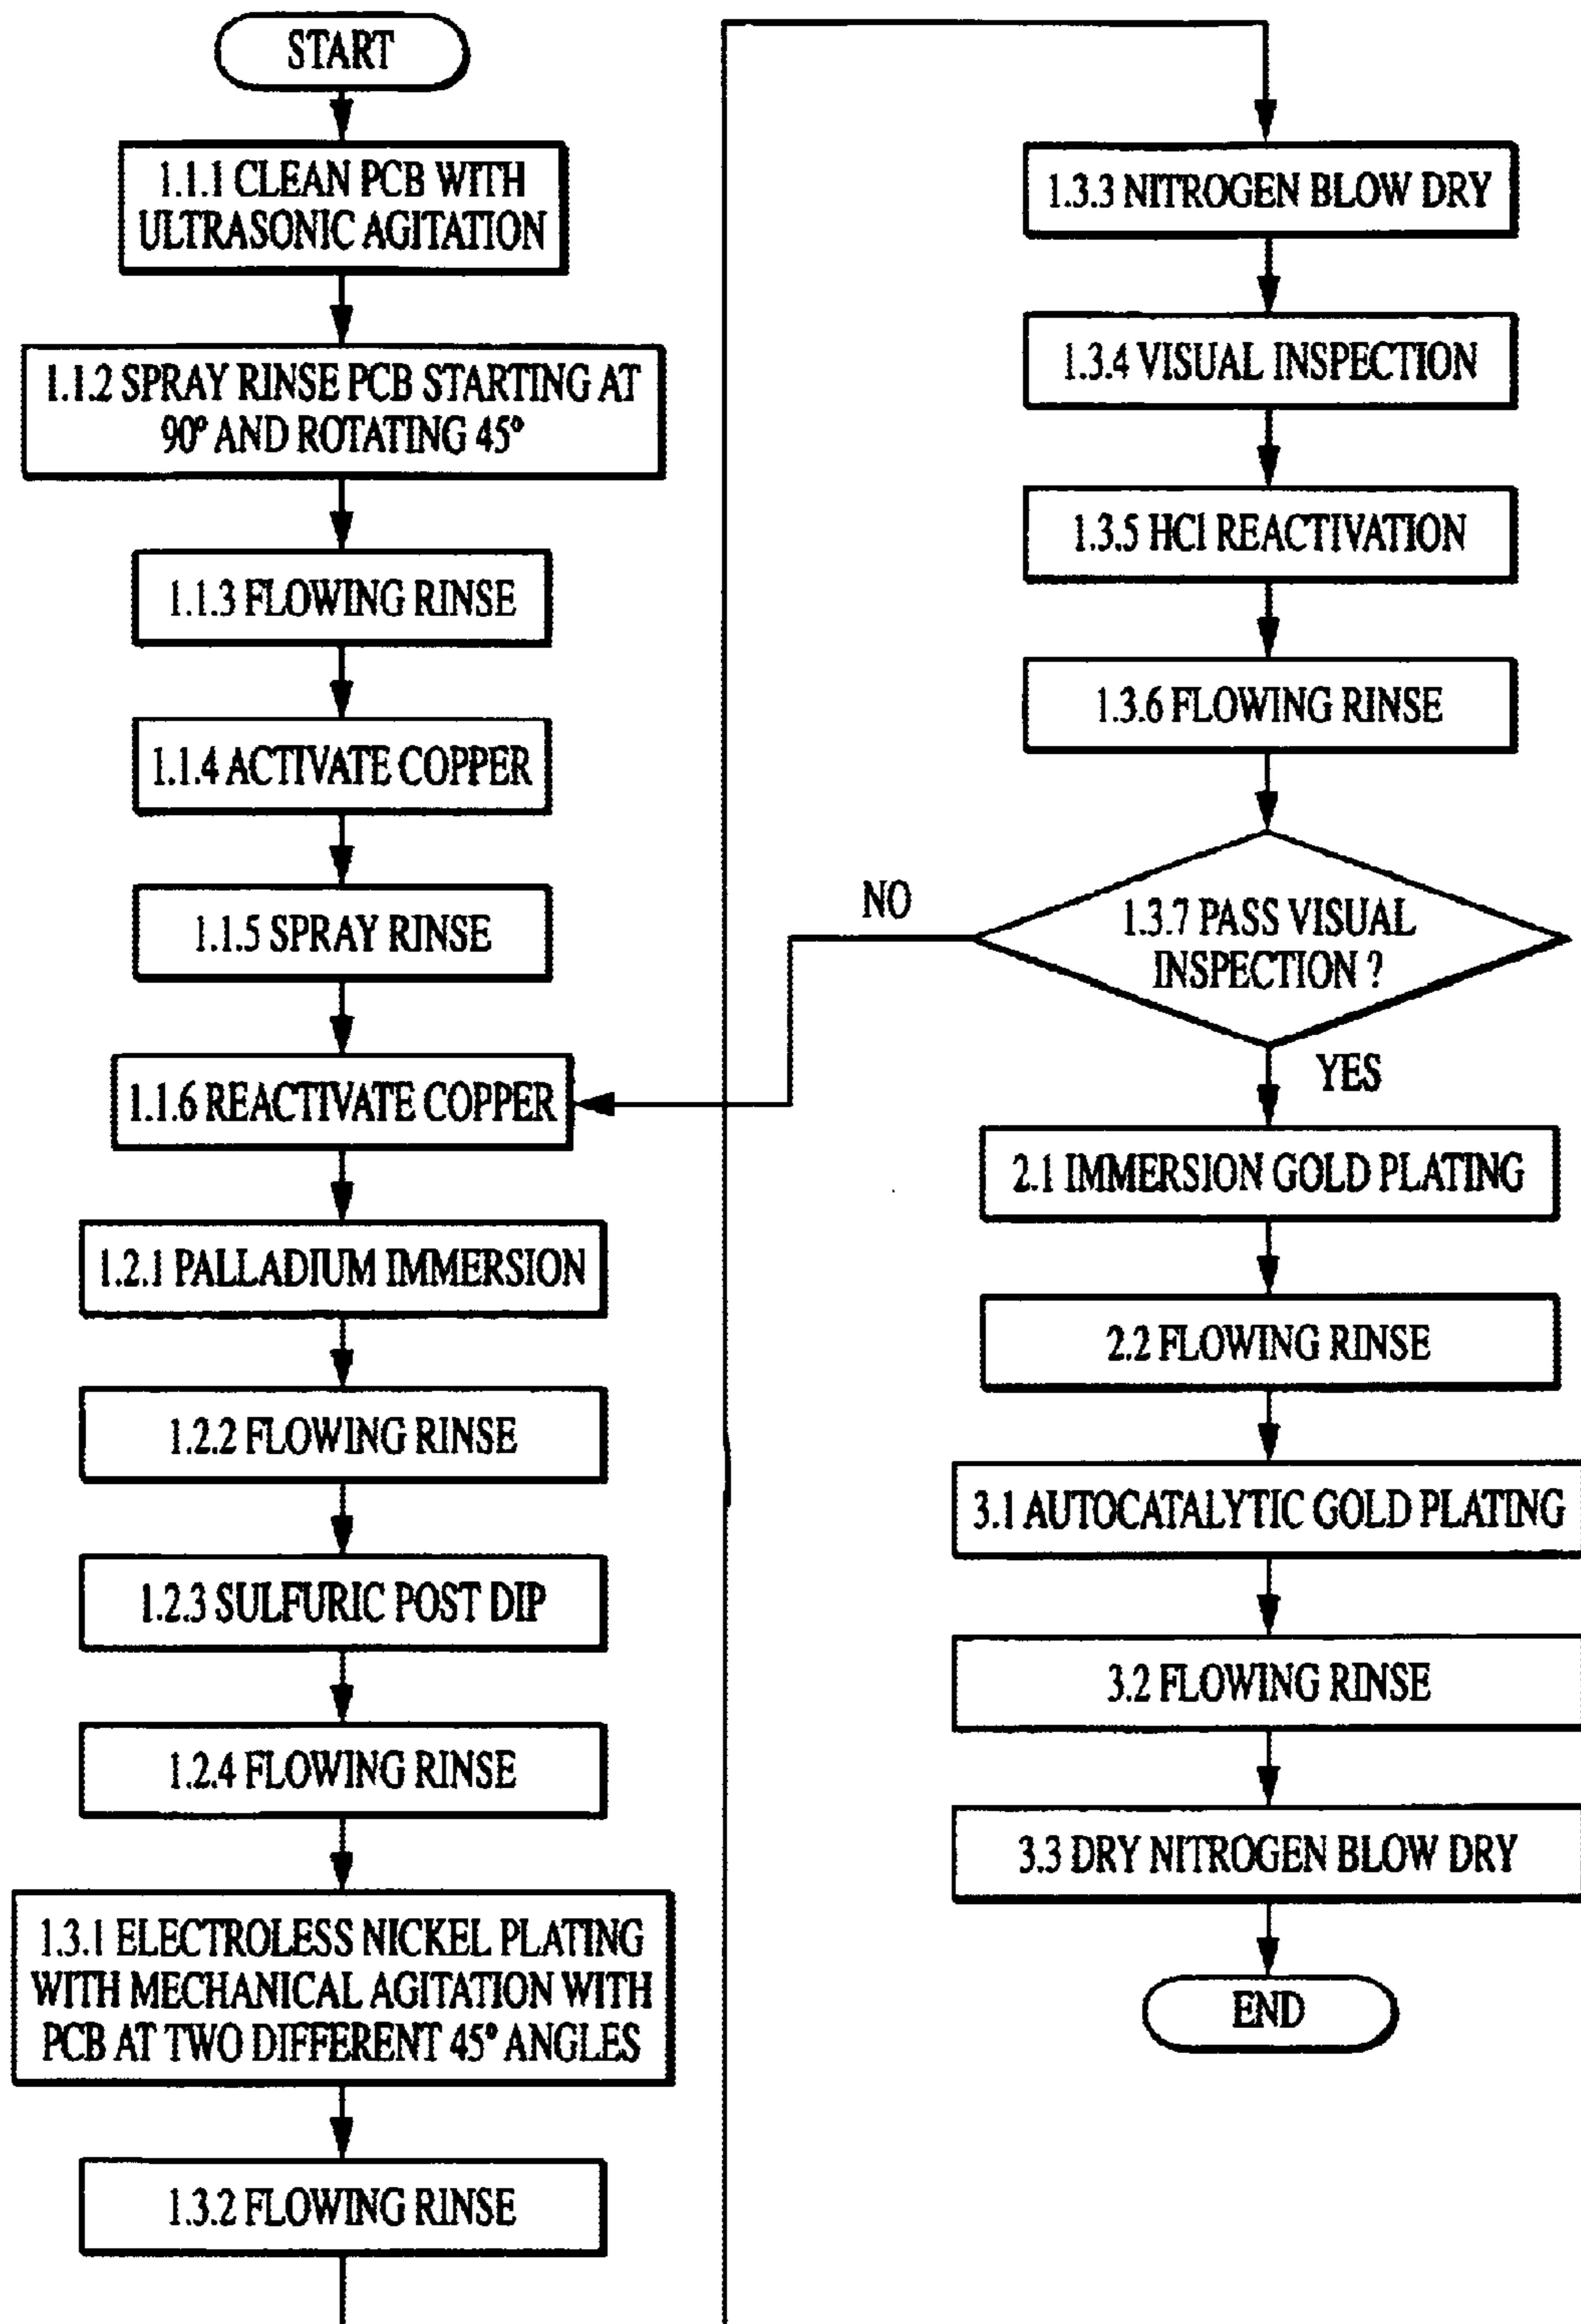 START
1.1.1 CLEAN PCB WITH
ULTRASONIC AGITATION
1.1.2 SPRAY RINSE PCB STARTING AT
90° AND ROTATING 45°
1.1.3 FLOWING RINSE
1.1.4 ACTIVATE COPPER
1.1.5 SPRAY RINSE
1.1.6 REACTIVATE COPPER
1.2.1 PALLADIUM IMMERSION
1.2.2 FLOWING RINSE
1.2.3 SULFURIC POST DIP
1.2.4 FLOWING RINSE
1.3.1 ELECTROLESS NICKEL PLATING
WITH MECHANICAL AGITATION WITH
PCB AT TWO DIFFERENT 45° ANGLES
1.3.2 FLOWING RINSE
1.3.3 NITROGEN BLOW DRY
1.3.4 VISUAL INSPECTION
1.3.5 HCl REACTIVATION
1.3.6 FLOWING RINSE
1.3.7 PASS VISUAL
INSPECTION ?
NO
YES
2.1 IMMERSION GOLD PLATING
2.2 FLOWING RINSE
3.1 AUTOCATALYTIC GOLD PLATING
3.2 FLOWING RINSE
3.3 DRY NITROGEN BLOW DRY
END